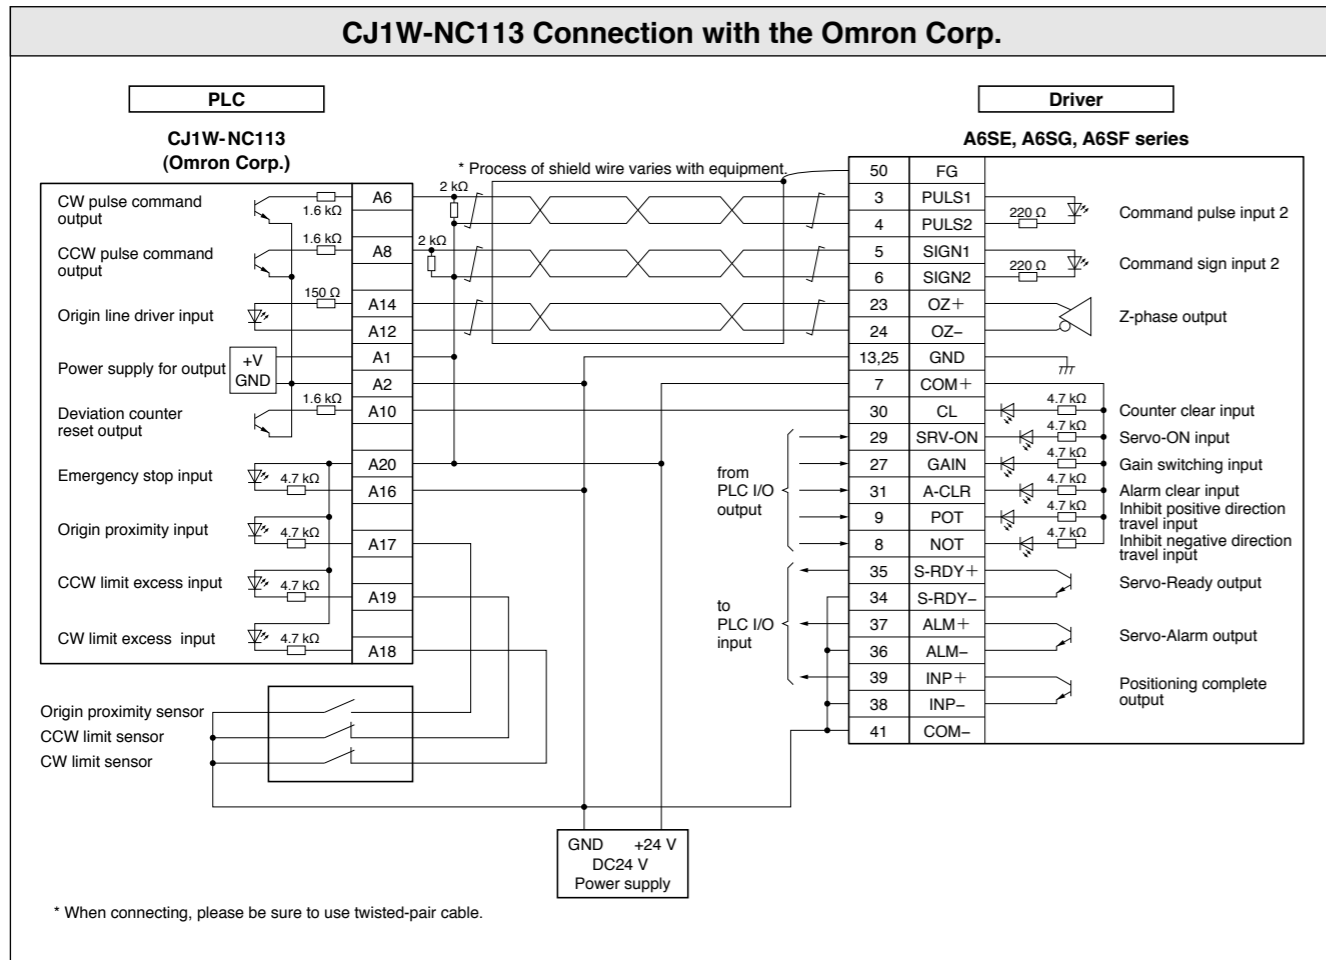 CJ1W-NC113 Connection with the Omron Corp.
PLC
Driver
CJ1W-NC113
(Omron Corp.)
A6SE, A6SG, A6SF series
* Process of shield wire varies with equipment.
CW pulse command
output
1.6 kΩ
A6
2 kΩ
CCW pulse command
output
1.6 kΩ
A8
2 kΩ
Origin line driver input
150 Ω
A14
A12
Power supply for output
+V
GND
A1
A2
Deviation counter
reset output
1.6 kΩ
A10
Emergency stop input
4.7 kΩ
A20
A16
Origin proximity input
4.7 kΩ
A17
CCW limit excess input
4.7 kΩ
A19
CW limit excess input
4.7 kΩ
A18
50 FG
3 PULS1
4 PULS2
220 Ω
Command pulse input 2
5 SIGN1
6 SIGN2
220 Ω
Command sign input 2
23 OZ+
24 OZ−
Z-phase output
13,25 GND
7 COM+
30 CL
4.7 kΩ
Counter clear input
29 SRV-ON
4.7 kΩ
Servo-ON input
27 GAIN
4.7 kΩ
Gain switching input
31 A-CLR
4.7 kΩ
Alarm clear input
9 POT
4.7 kΩ
Inhibit positive direction
travel input
8 NOT
4.7 kΩ
Inhibit negative direction
travel input
from
PLC I/O
output
35 S-RDY+
34 S-RDY−
Servo-Ready output
37 ALM+
36 ALM−
Servo-Alarm output
39 INP+
38 INP−
Positioning complete
output
41 COM−
to
PLC I/O
input
Origin proximity sensor
CCW limit sensor
CW limit sensor
GND +24 V
DC24 V
Power supply
* When connecting, please be sure to use twisted-pair cable.